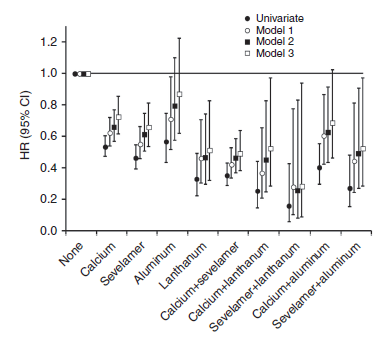 Univariate
Model 1
Model 2
Model 3
HR (95% CI)
1.2
1.0
0.8
0.6
0.4
0.2
0.0
None
Calcium
Sevelamer
Aluminum
Lanthanum
Calcium+sevelamer
Calcium+lanthanum
Sevelamer+lanthanum
Calcium+aluminum
Sevelamer+aluminum